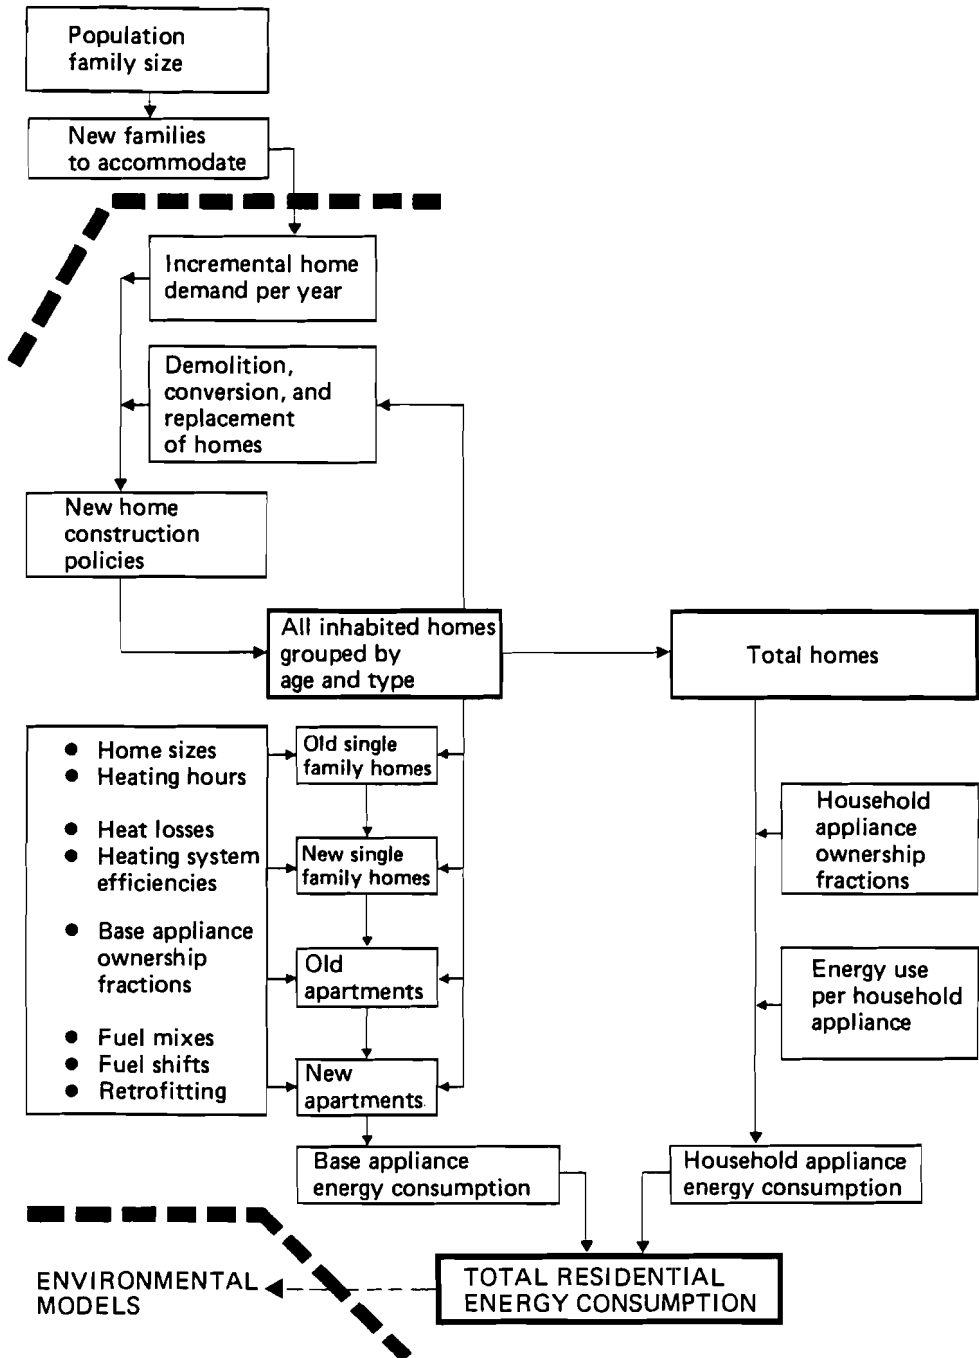 Population
family size
New families
to accommodate
Incremental home
demand per year
Demolition,
conversion, and
replacement
of homes
New home
construction
policies
All inhabited homes
grouped by
age and type
Total homes
● Home sizes
● Heating hours
● Heat losses
● Heating system
efficiencies
● Base appliance
ownership
fractions
● Fuel mixes
● Fuel shifts
● Retrofitting
Old single
family homes
New single
family homes
Old
apartments
New
apartments
Household
appliance
ownership
fractions
Energy use
per household
appliance
Base appliance
energy consumption
Household appliance
energy consumption
ENVIRONMENTAL
MODELS
TOTAL RESIDENTIAL
ENERGY CONSUMPTION